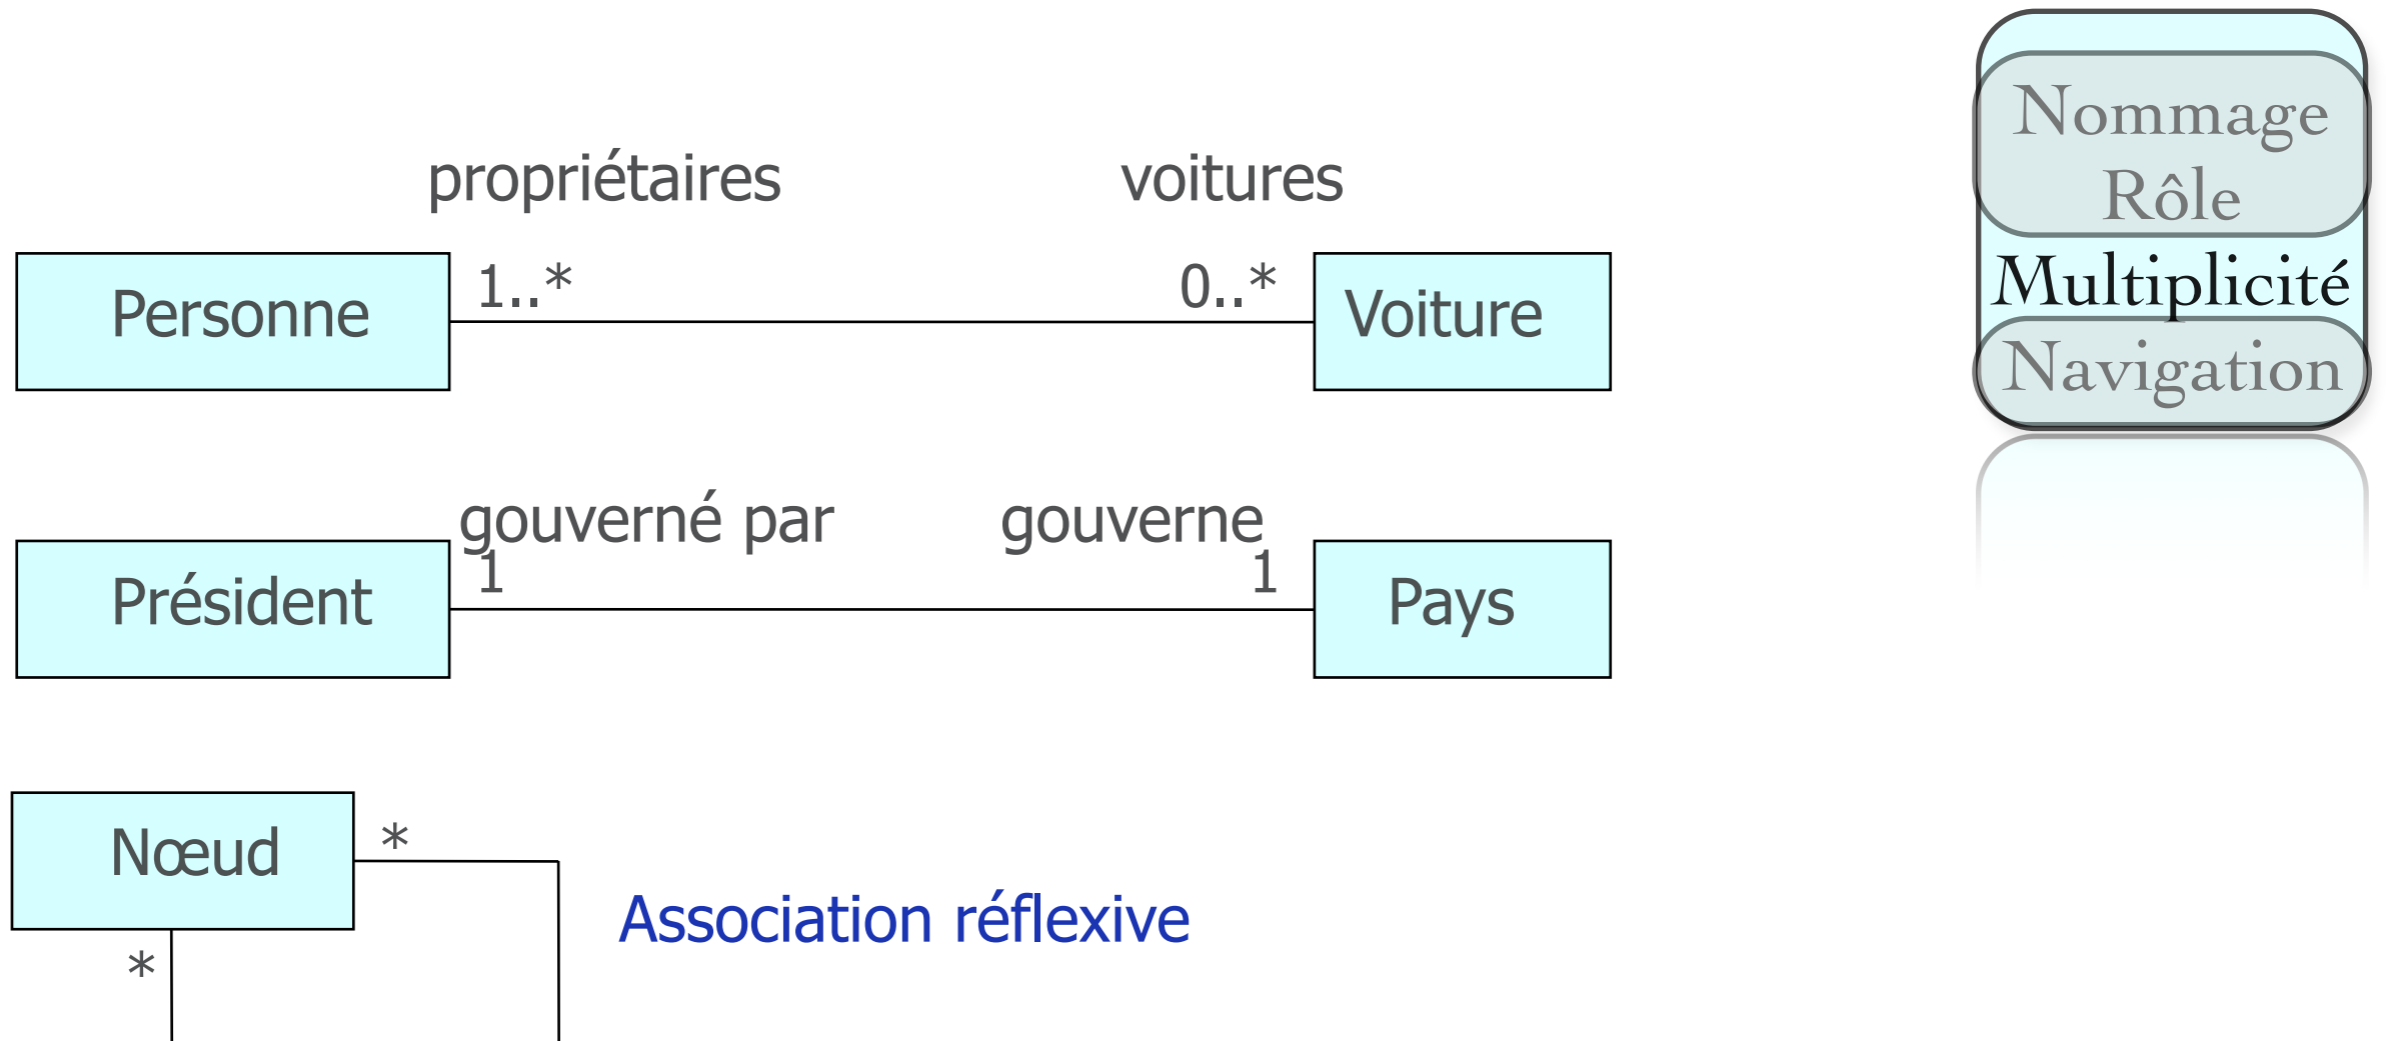 Nommage
Rôle
Multiplicité
Navigation
propriétaires voitures
Personne 1..* 0..* Voiture
gouverné par gouverne
Président 1 1 Pays
Nœud *
*
Association réflexive